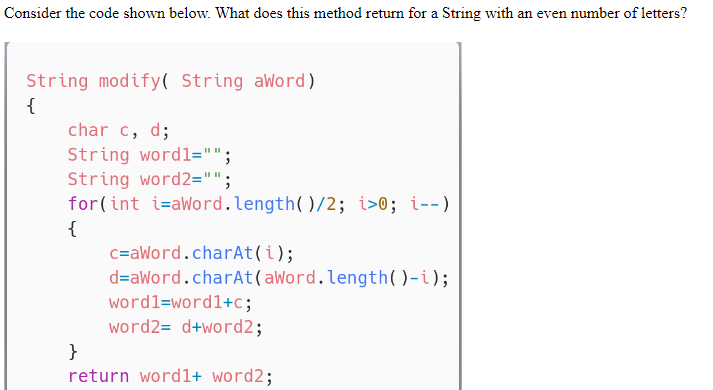 Consider the code shown below. What does this method return for a String with an even number of letters?
String modify( String aWord)
{
char c, d;
String word1="";
String word2="";
for(int i=aWord.length()/2; i>0; i--)
{
c=aWord.charAt(i);
d=aWord.charAt(aWord.length()-i);
word1=word1+c;
word2= d+word2;
}
return word1+ word2;